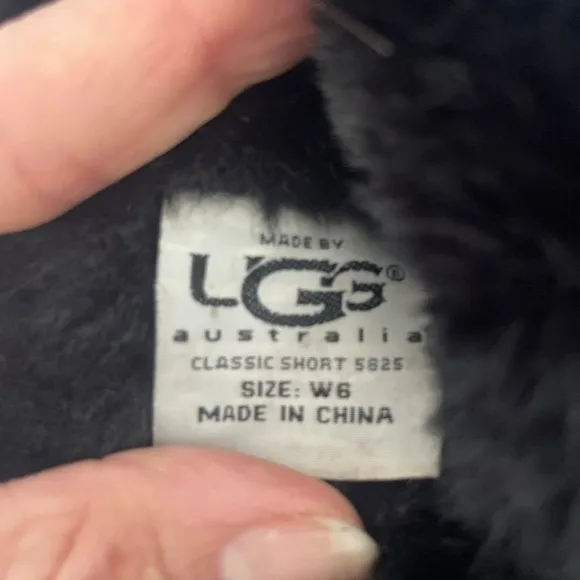 MADE BY
UGG®
australia
CLASSIC SHORT 5825
SIZE: W6
MADE IN CHINA